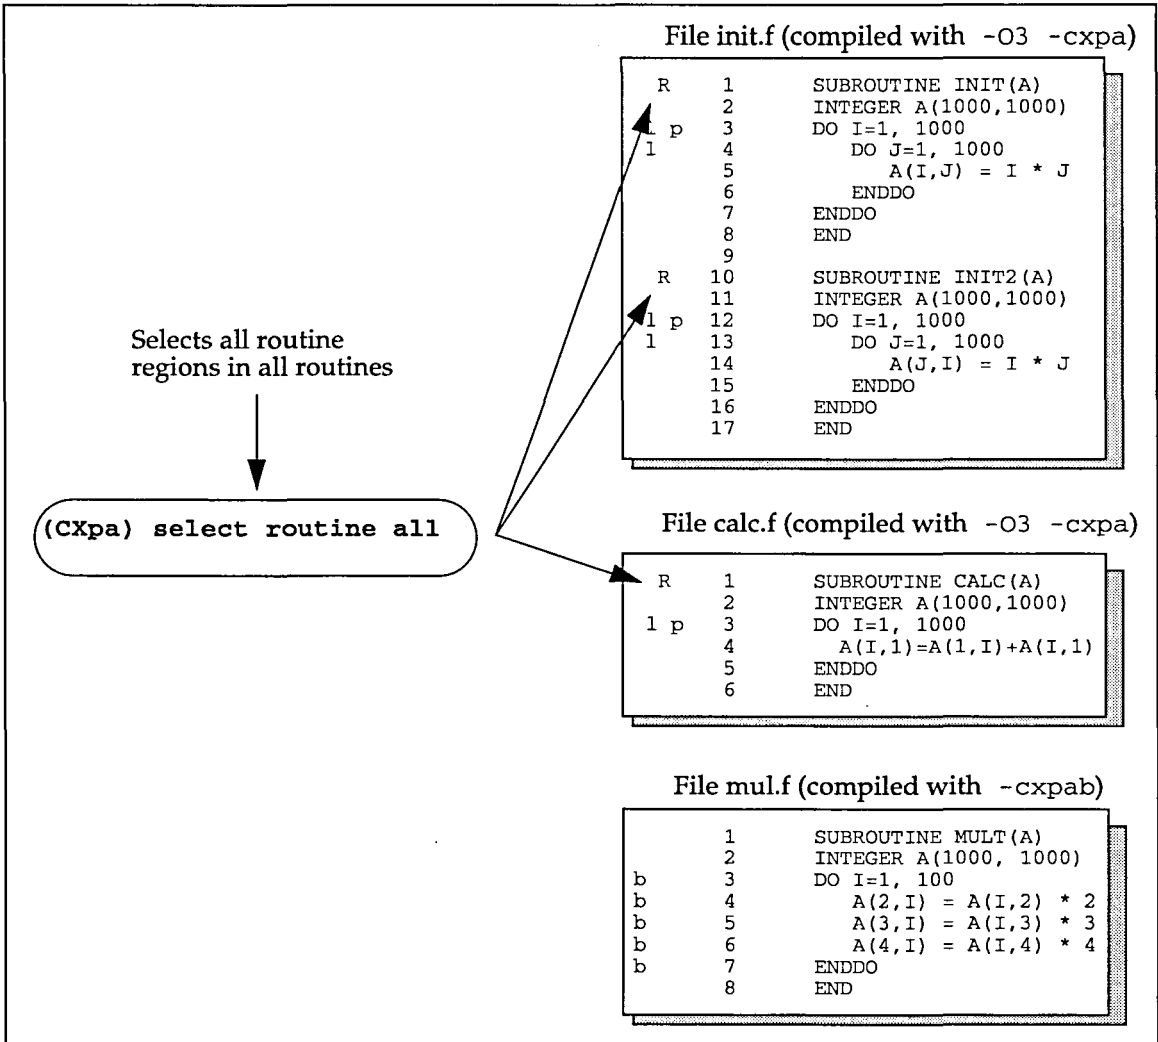 File init.f (compiled with -O3 -cxpa)
R 1 SUBROUTINE INIT(A)
2 INTEGER A(1000,1000)
l p 3 DO I=1, 1000
l 4 DO J=1, 1000
5 A(I,J) = I * J
6 ENDDO
7 ENDDO
8 END
9
R 10 SUBROUTINE INIT2(A)
11 INTEGER A(1000,1000)
l p 12 DO I=1, 1000
l 13 DO J=1, 1000
14 A(J,I) = I * J
15 ENDDO
16 ENDDO
17 END
Selects all routine
regions in all routines
(CXpa) select routine all
File calc.f (compiled with -O3 -cxpa)
R 1 SUBROUTINE CALC(A)
2 INTEGER A(1000,1000)
l p 3 DO I=1, 1000
4 A(I,1)=A(1,I)+A(I,1)
5 ENDDO
6 END
File mul.f (compiled with -cxpab)
1 SUBROUTINE MULT(A)
2 INTEGER A(1000, 1000)
b 3 DO I=1, 100
b 4 A(2,I) = A(I,2) * 2
b 5 A(3,I) = A(I,3) * 3
b 6 A(4,I) = A(I,4) * 4
b 7 ENDDO
8 END